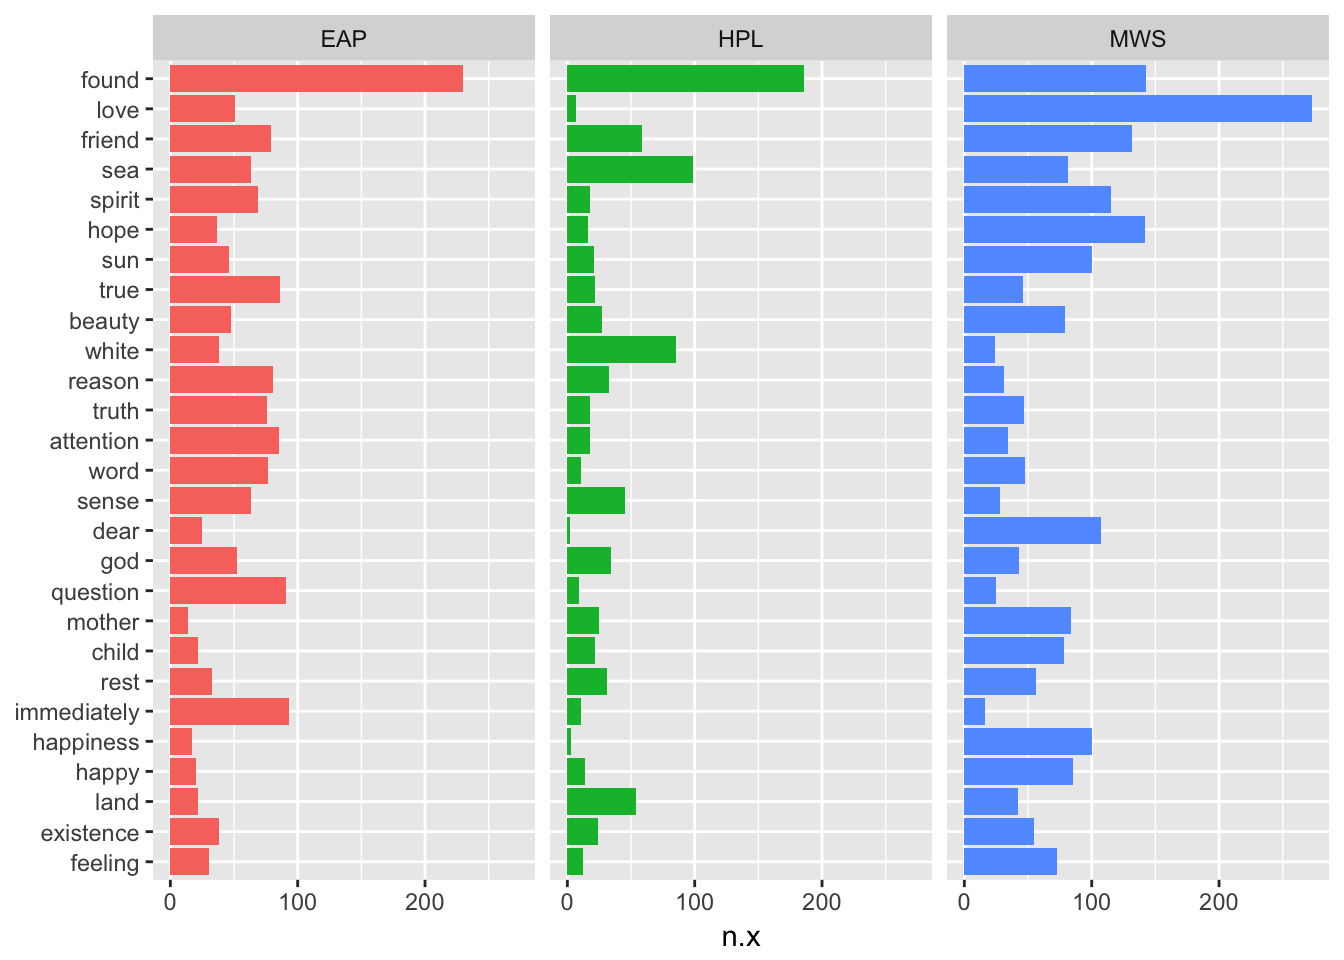 EAP HPL MWS
found
love
friend
sea
spirit
hope
sun
true
beauty
white
reason
truth
attention
word
sense
dear
god
question
mother
child
rest
immediately
happiness
happy
land
existence
feeling
0 100 200 0 100 200 0 100 200
n.x